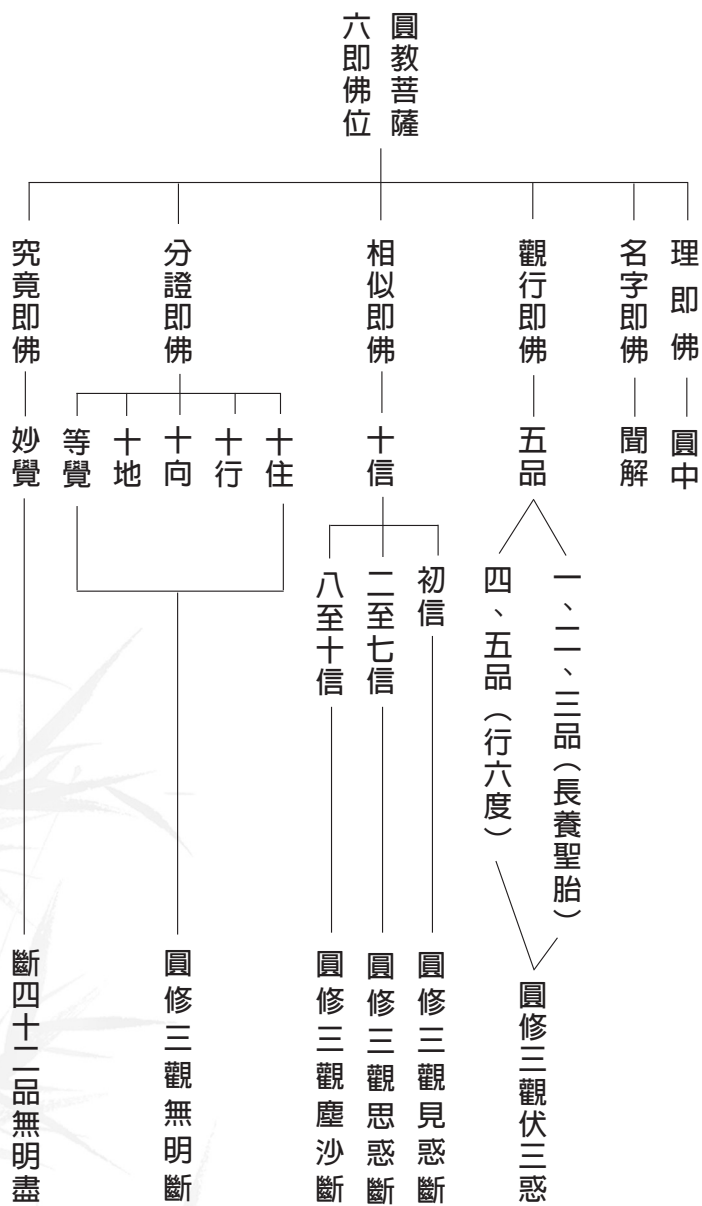 圓教菩薩
六即佛位
理即佛
圓中
名字即佛
聞解
觀行即佛
五品
一、二、三品（長養聖胎）
四、五品（行六度）
圓修三觀伏三惑
相似即佛
十信
初信
圓修三觀見惑斷
二至七信
圓修三觀思惑斷
八至十信
圓修三觀塵沙斷
分證即佛
十住
十行
十向
十地
等覺
圓修三觀無明斷
究竟即佛
妙覺
斷四十二品無明盡